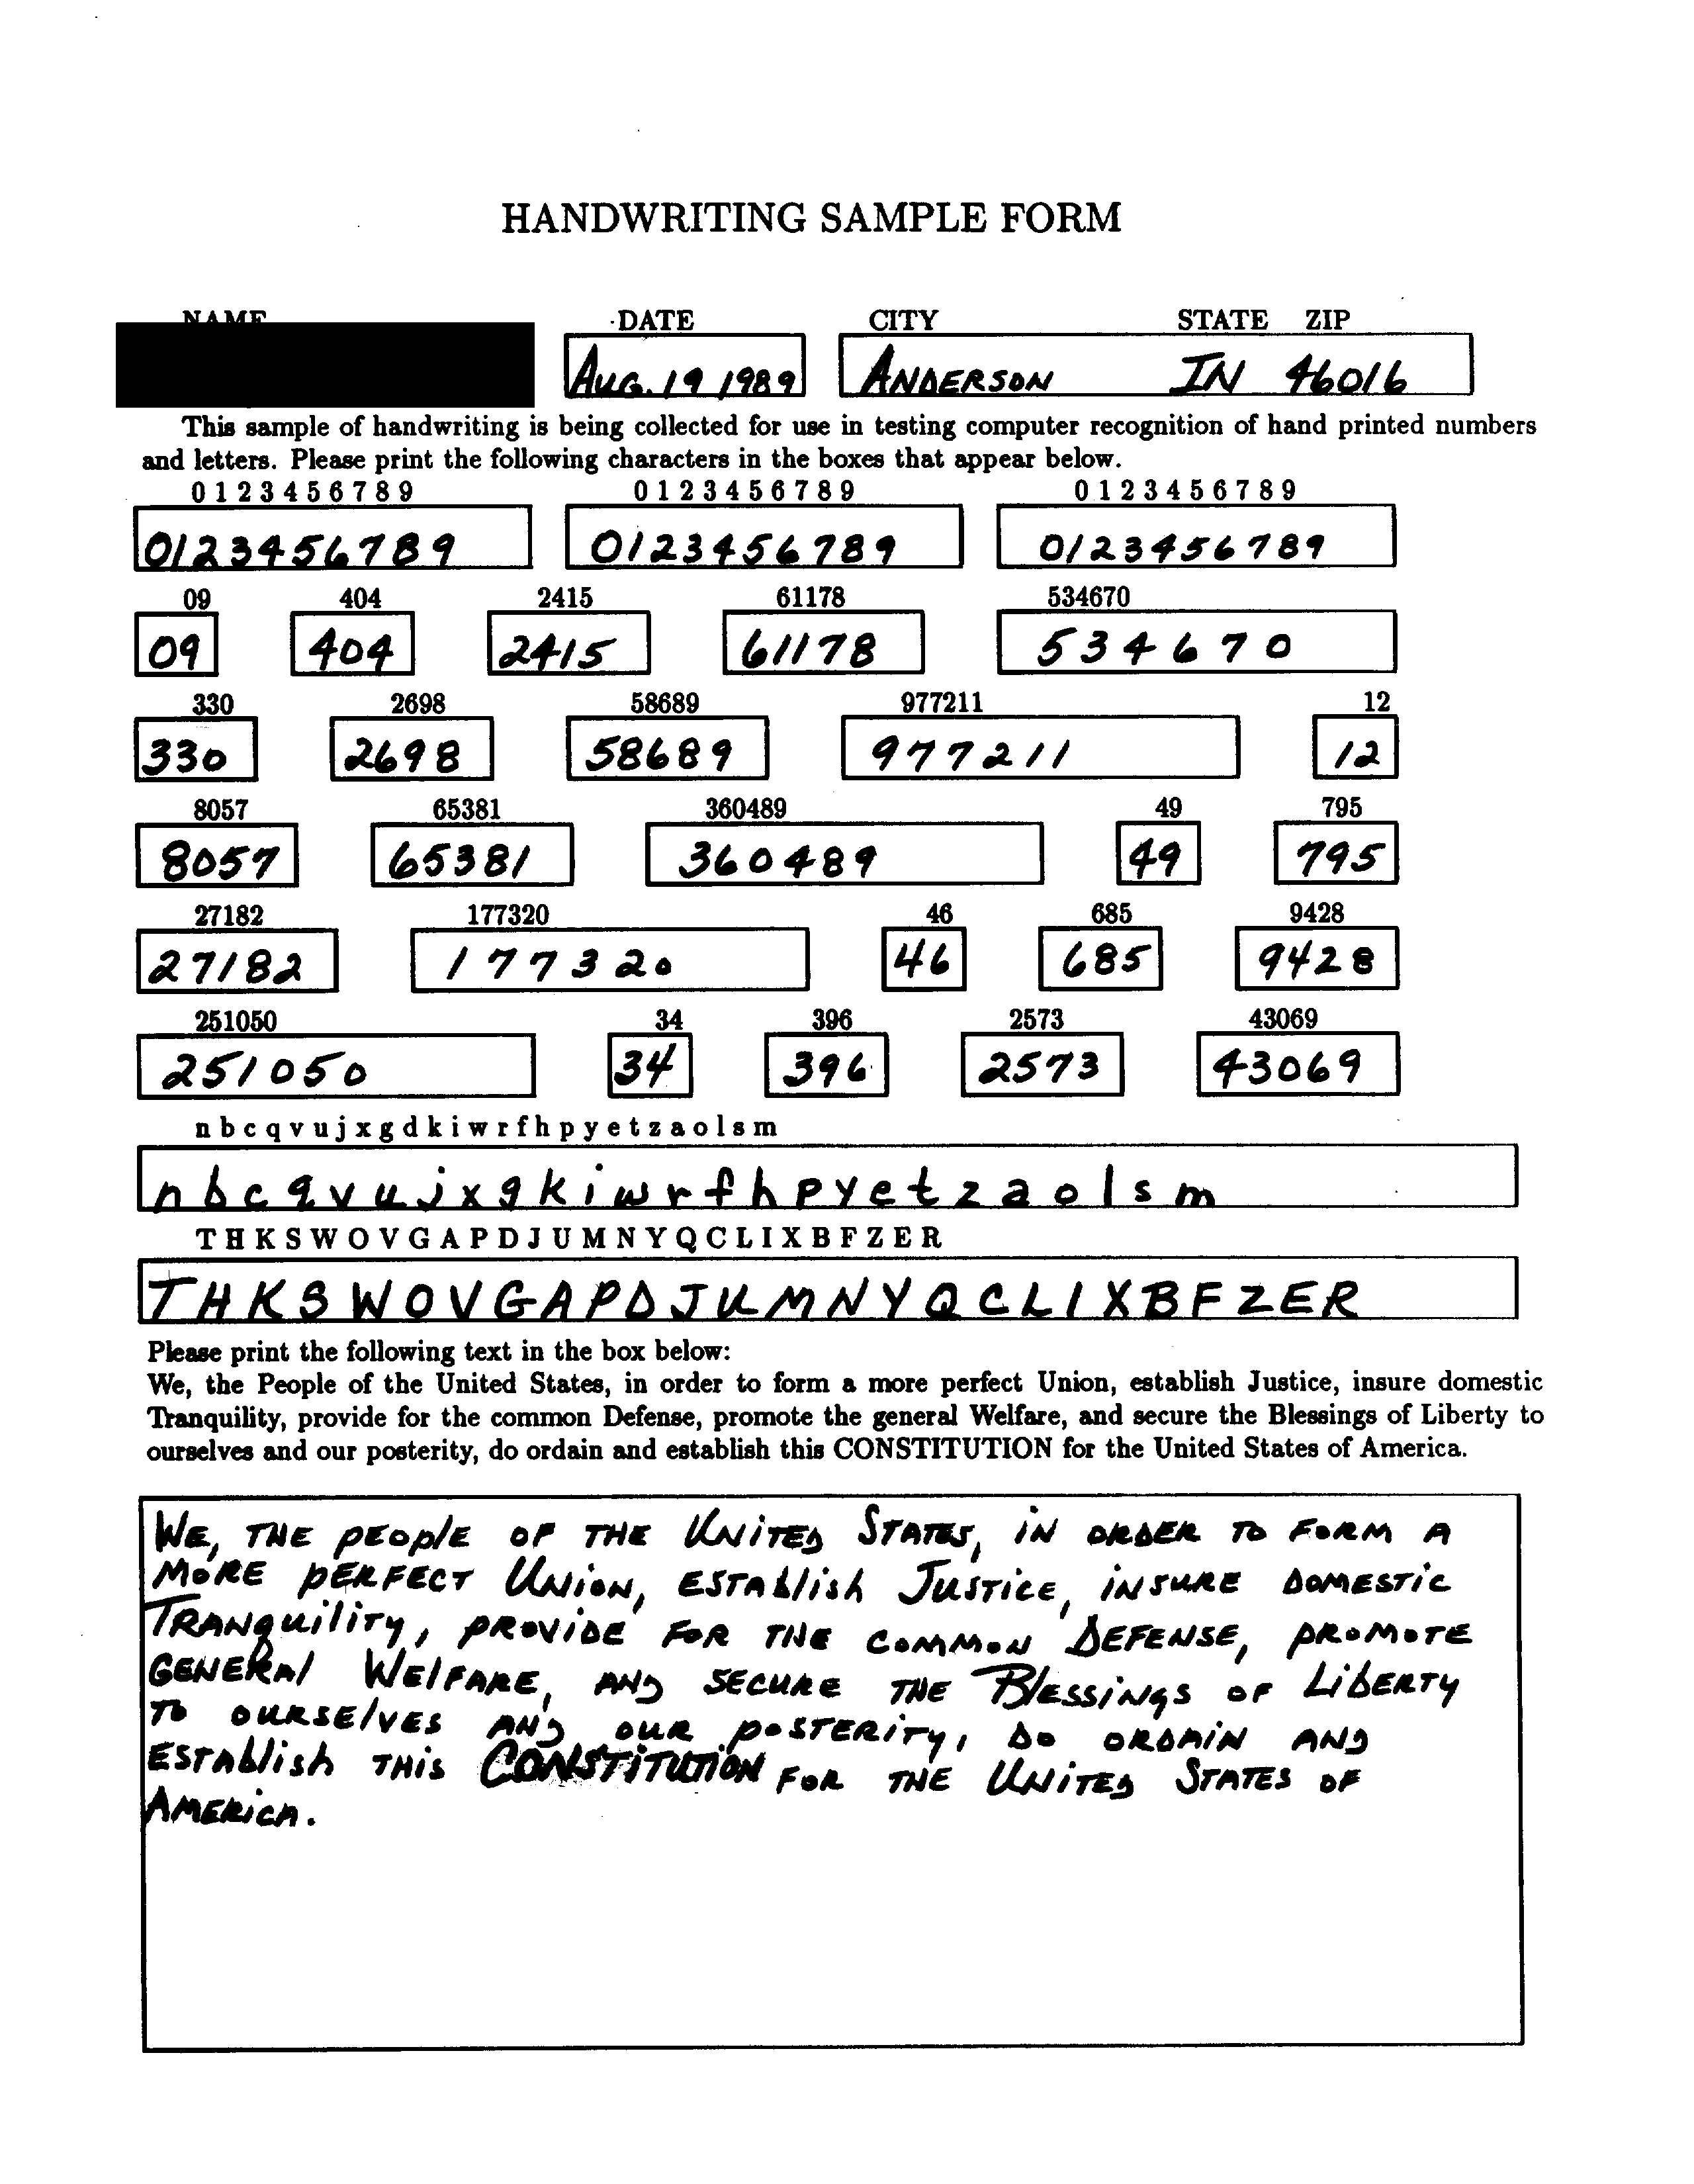 HANDWRITING SAMPLE FORM
NAME DATE CITY STATE ZIP
AUG. 19 1989 ANDERSON IN 46016
This sample of handwriting is being collected for use in testing computer recognition of hand printed numbers
and letters. Please print the following characters in the boxes that appear below.
0 1 2 3 4 5 6 7 8 9 0 1 2 3 4 5 6 7 8 9 0 1 2 3 4 5 6 7 8 9
0123456789 0123456789 0123456789
09 404 2415 61178 534670
09 404 2415 61178 534670
330 2698 58689 977211 12
330 2698 58689 977211 12
8057 65381 360489 49 795
8057 65381 360489 49 795
27182 177320 46 685 9428
27182 177320 46 685 9428
251050 34 396 2573 43069
251050 34 396 2573 43069
n b c q v u j x g d k i w r f h p y e t z a o l s m
n b c q v u j x g k i w r f h p y e t z a o l s m
T H K S W O V G A P D J U M N Y Q C L I X B F Z E R
T H K S W O V G A P D J U M N Y Q C L I X B F Z E R
Please print the following text in the box below:
We, the People of the United States, in order to form a more perfect Union, establish Justice, insure domestic
Tranquility, provide for the common Defense, promote the general Welfare, and secure the Blessings of Liberty to
ourselves and our posterity, do ordain and establish this CONSTITUTION for the United States of America.
WE, THE PEOplE OF THE UNiTED STATES, iN ORDER TO FORM A
MORE PERFECT UNiON, ESTAblish JUSTiCE, iNSURE DOMESTiC
TRANquiliTy, PROViDE FOR THE COMMON DEFENSE, PROMOTE
GENERAl WElFARE, AND SECURE THE BlESSiNgS OF LiBERTY
TO OURSElVES AND OUR POSTERiTy, DO ORDAiN AND
ESTAblish THiS CONSTiTUTiON FOR THE UNiTED STATES OF
AMERiCA.